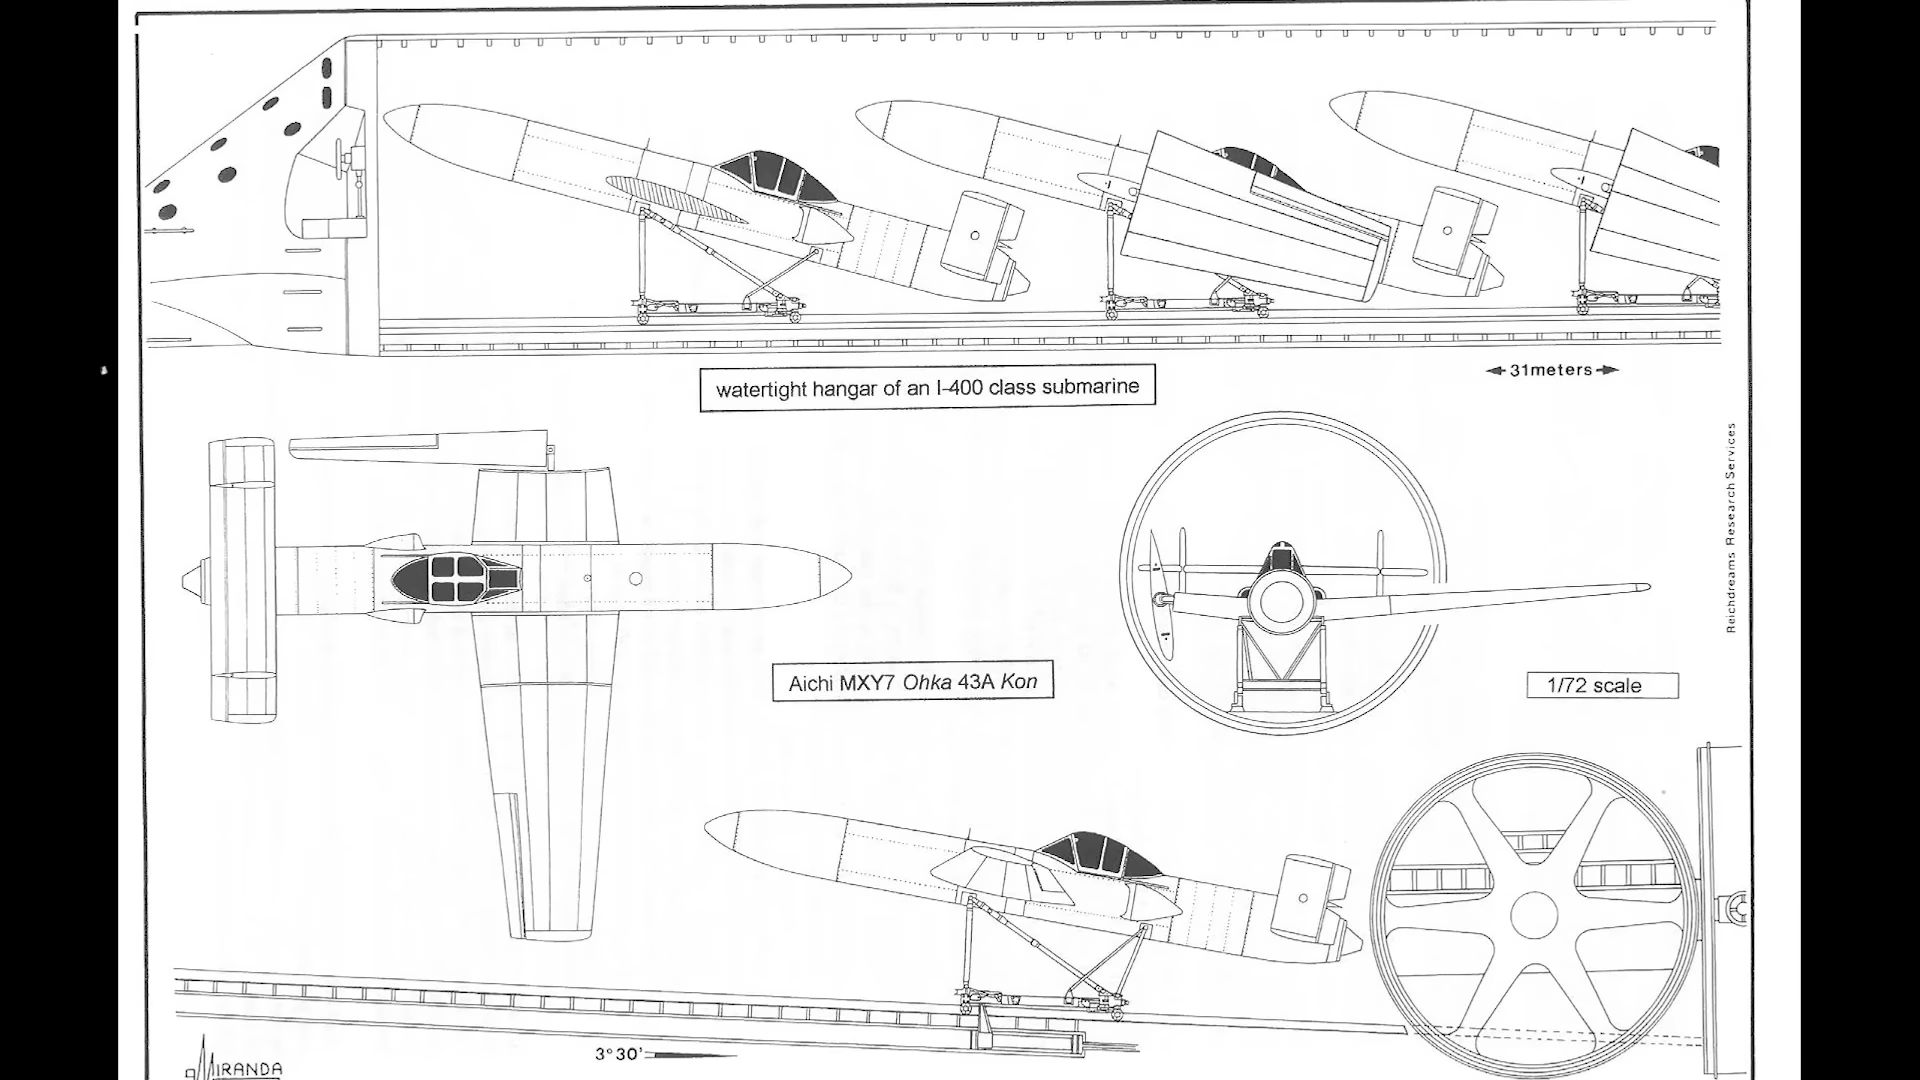 watertight hangar of an I-400 class submarine
31meters
Reichdreams Research Services
Aichi MXY7 Ohka 43A Kon
1/72 scale
3°30'
MIRANDA